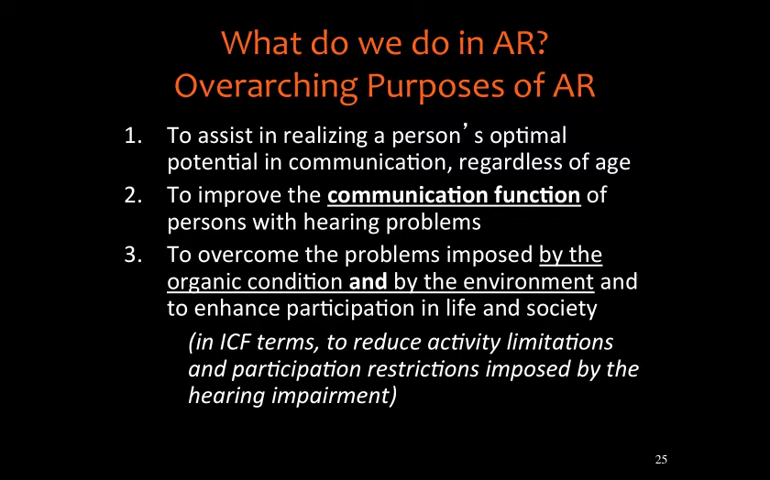 What do we do in AR?
Overarching Purposes of AR
1. To assist in realizing a person's optimal
potential in communication, regardless of age
2. To improve the communication function of
persons with hearing problems
3. To overcome the problems imposed by the
organic condition and by the environment and
to enhance participation in life and society
(in ICF terms, to reduce activity limitations
and participation restrictions imposed by the
hearing impairment)
25